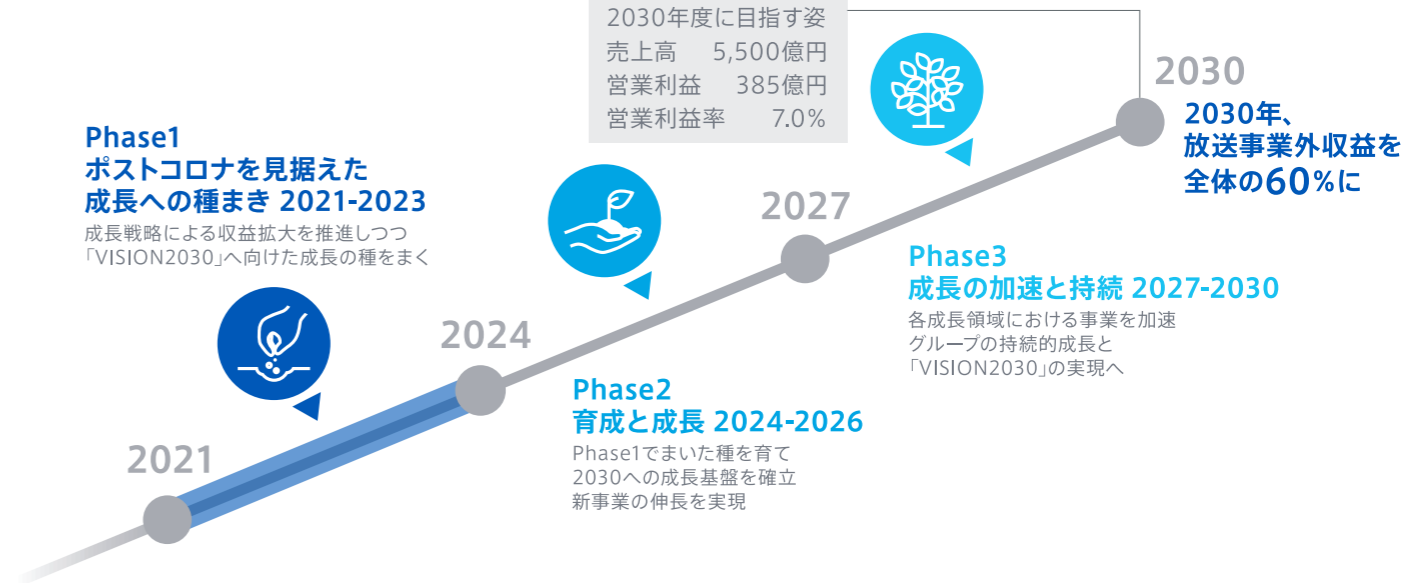 2030年度に目指す姿
売上高 5,500億円
営業利益 385億円
営業利益率 7.0%
2030
2030年、
放送事業外収益を
全体の60%に
Phase1
ポストコロナを見据えた
成長への種まき 2021-2023
成長戦略による収益拡大を推進しつつ
「VISION2030」へ向けた成長の種をまく
2027
Phase3
成長の加速と持続 2027-2030
各成長領域における事業を加速
グループの持続的成長と
「VISION2030」の実現へ
2024
Phase2
育成と成長 2024-2026
Phase1でまいた種を育て
2030への成長基盤を確立
新事業の伸長を実現
2021